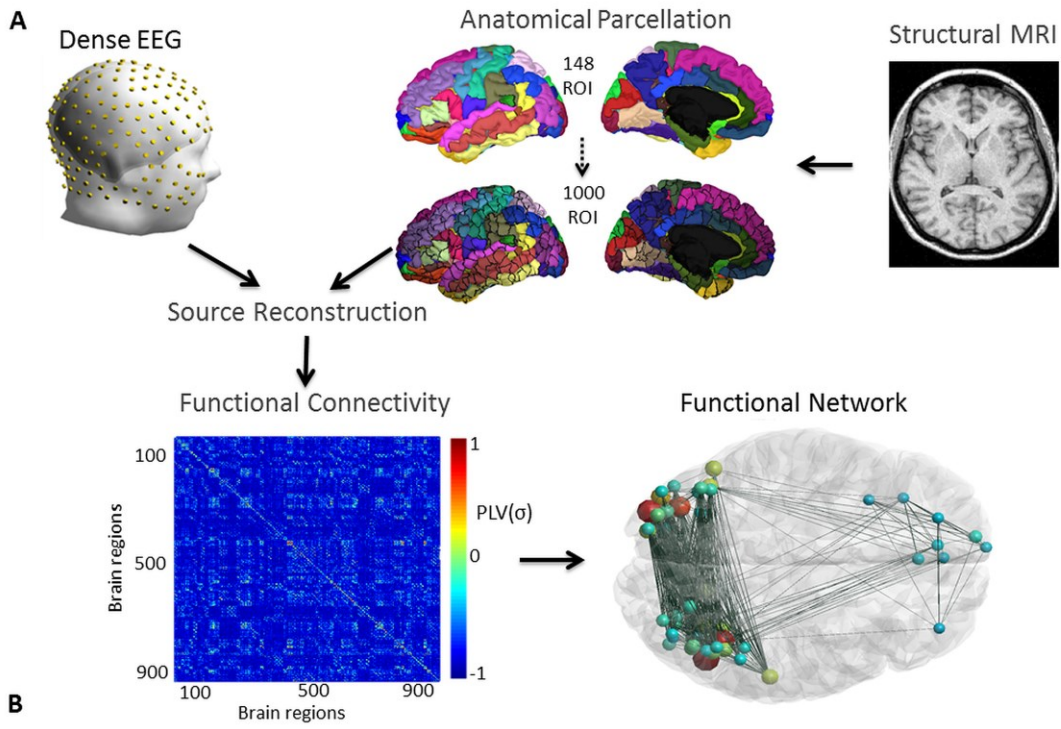 A
Dense EEG
Anatomical Parcellation
Structural MRI
148
ROI
1000
ROI
Source Reconstruction
Functional Connectivity
Functional Network
Brain regions
100
500
900
100
500
900
Brain regions
1
PLV(σ)
0
-1
B